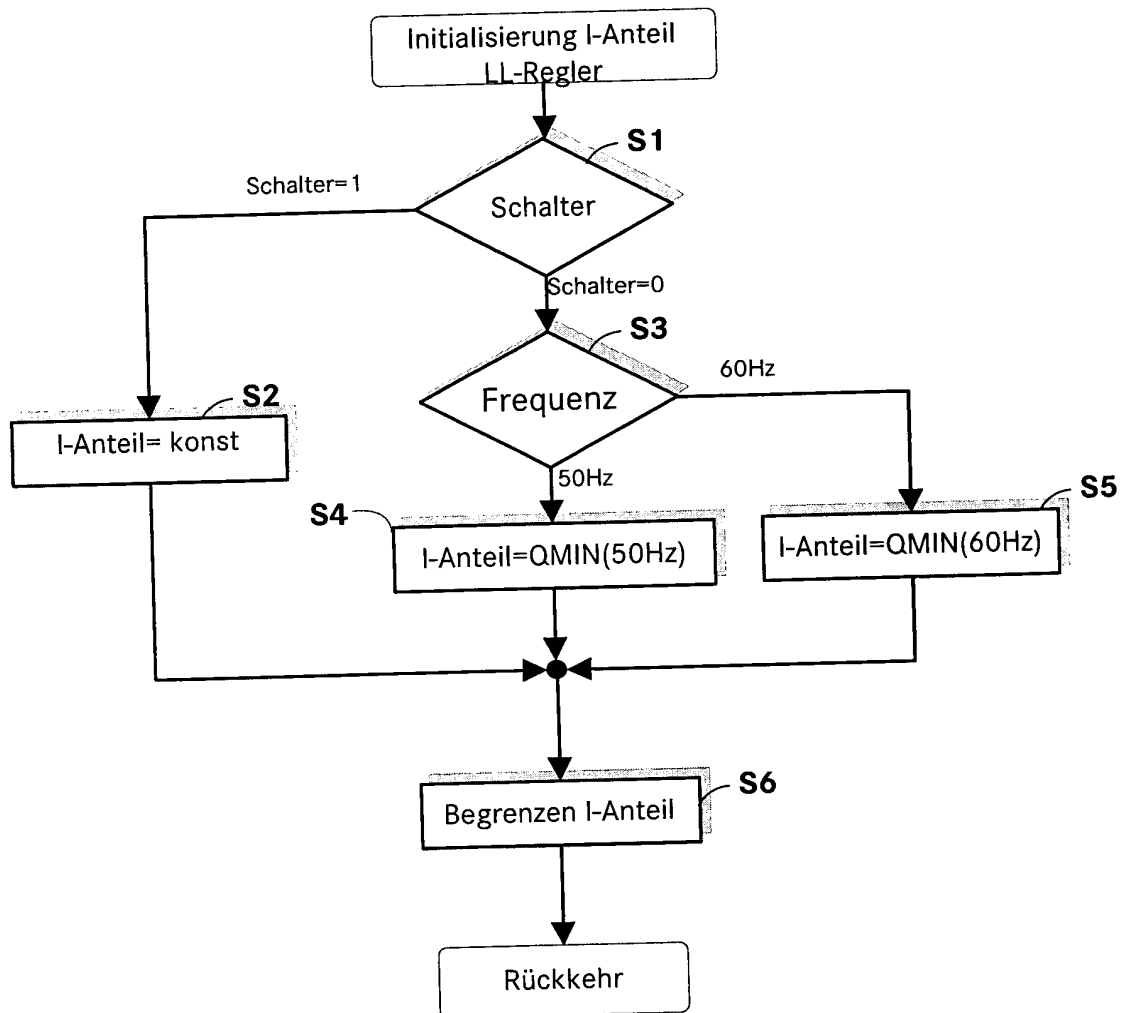 Initialisierung I-Anteil
LL-Regler
S1
Schalter=1
Schalter
Schalter=0
S3
60Hz
Frequenz
S2
I-Anteil= konst
50Hz
S4
S5
I-Anteil=QMIN(50Hz)
I-Anteil=QMIN(60Hz)
S6
Begrenzen I-Anteil
Rückkehr